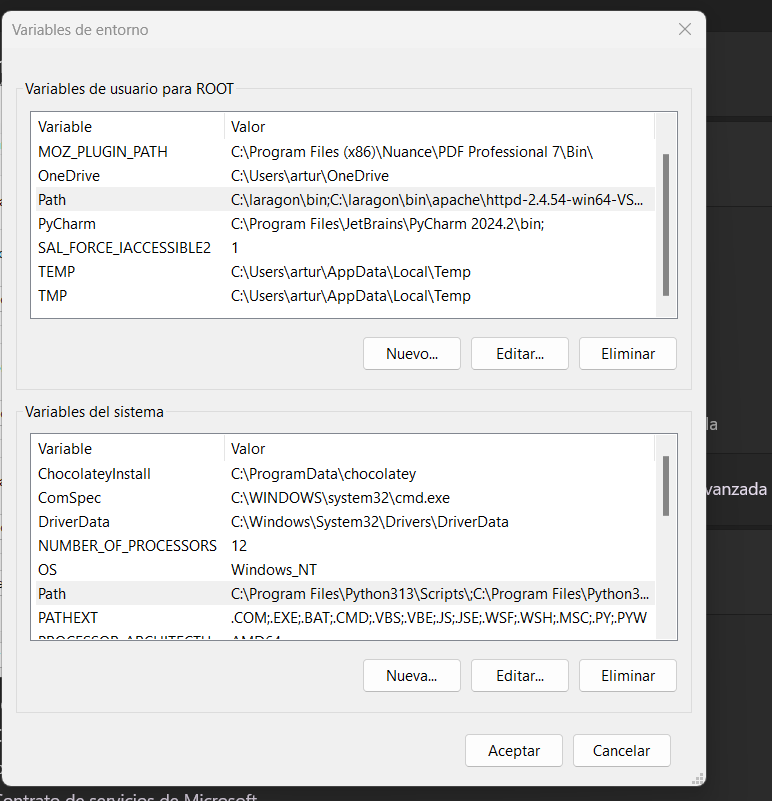 Variables de entorno
Variables de usuario para ROOT
Variable Valor
MOZ_PLUGIN_PATH C:\Program Files (x86)\Nuance\PDF Professional 7\Bin\
OneDrive C:\Users\artur\OneDrive
Path C:\laragon\bin;C:\laragon\bin\apache\httpd-2.4.54-win64-VS...
PyCharm C:\Program Files\JetBrains\PyCharm 2024.2\bin;
SAL_FORCE_IACCESSIBLE2 1
TEMP C:\Users\artur\AppData\Local\Temp
TMP C:\Users\artur\AppData\Local\Temp
Nuevo... Editar... Eliminar
Variables del sistema
Variable Valor
ChocolateyInstall C:\ProgramData\chocolatey
ComSpec C:\WINDOWS\system32\cmd.exe
DriverData C:\Windows\System32\Drivers\DriverData
NUMBER_OF_PROCESSORS 12
OS Windows_NT
Path C:\Program Files\Python313\Scripts\;C:\Program Files\Python3...
PATHEXT .COM;.EXE;.BAT;.CMD;.VBS;.VBE;.JS;.JSE;.WSF;.WSH;.MSC;.PY;.PYW
PROCESSOR_ARCHITECTU AMD64
Nueva... Editar... Eliminar
Aceptar Cancelar
vanzada
Contrato de servicios de Microsoft